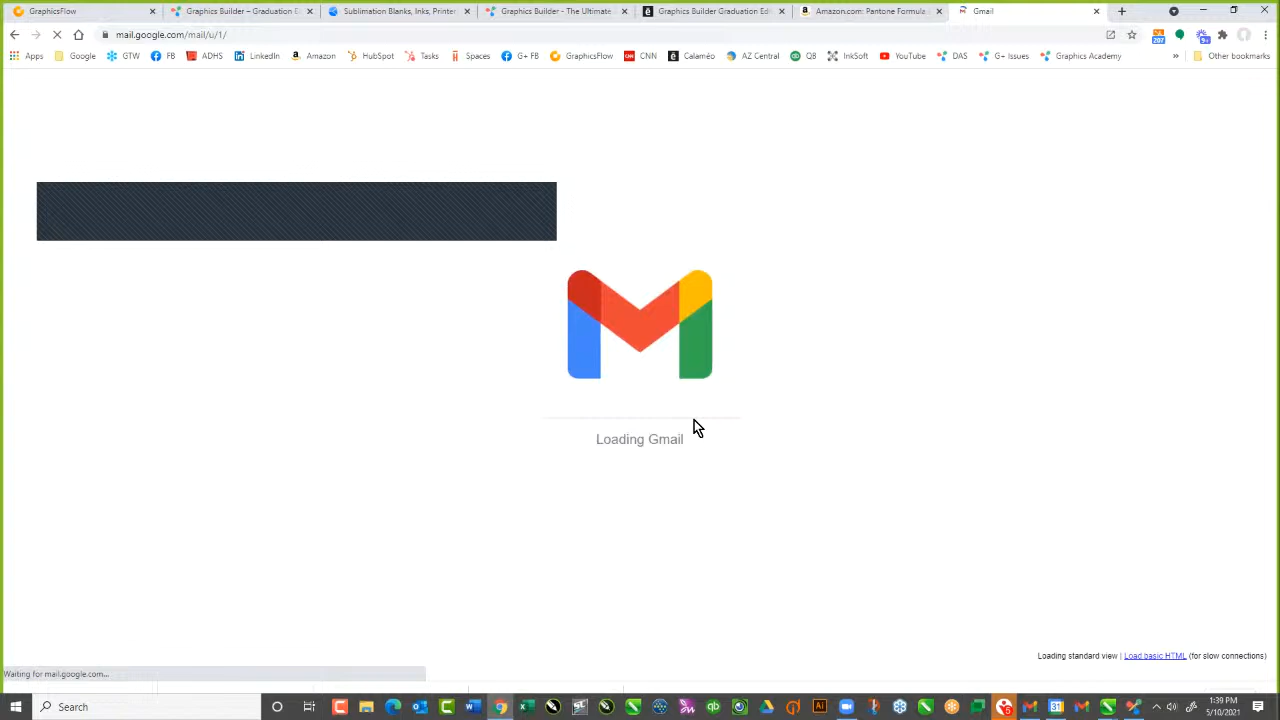 GraphicsFlow
Graphics Builder – Graduation E
Sublimation Blanks, Inks, Printer
Graphics Builder - The Ultimate
Graphics Builder Graduation Edi
Amazon.com: Pantone Formula
Gmail
mail.google.com/mail/u/1/
Apps
Google
GTW
FB
ADHS
LinkedIn
Amazon
HubSpot
Tasks
Spaces
G+ FB
GraphicsFlow
CNN
Calaméo
AZ Central
QB
InkSoft
YouTube
DAS
G+ Issues
Graphics Academy
»
Other bookmarks
Loading Gmail
Loading standard view | Load basic HTML (for slow connections)
Waiting for mail.google.com...
Search
1:39 PM
5/10/2021